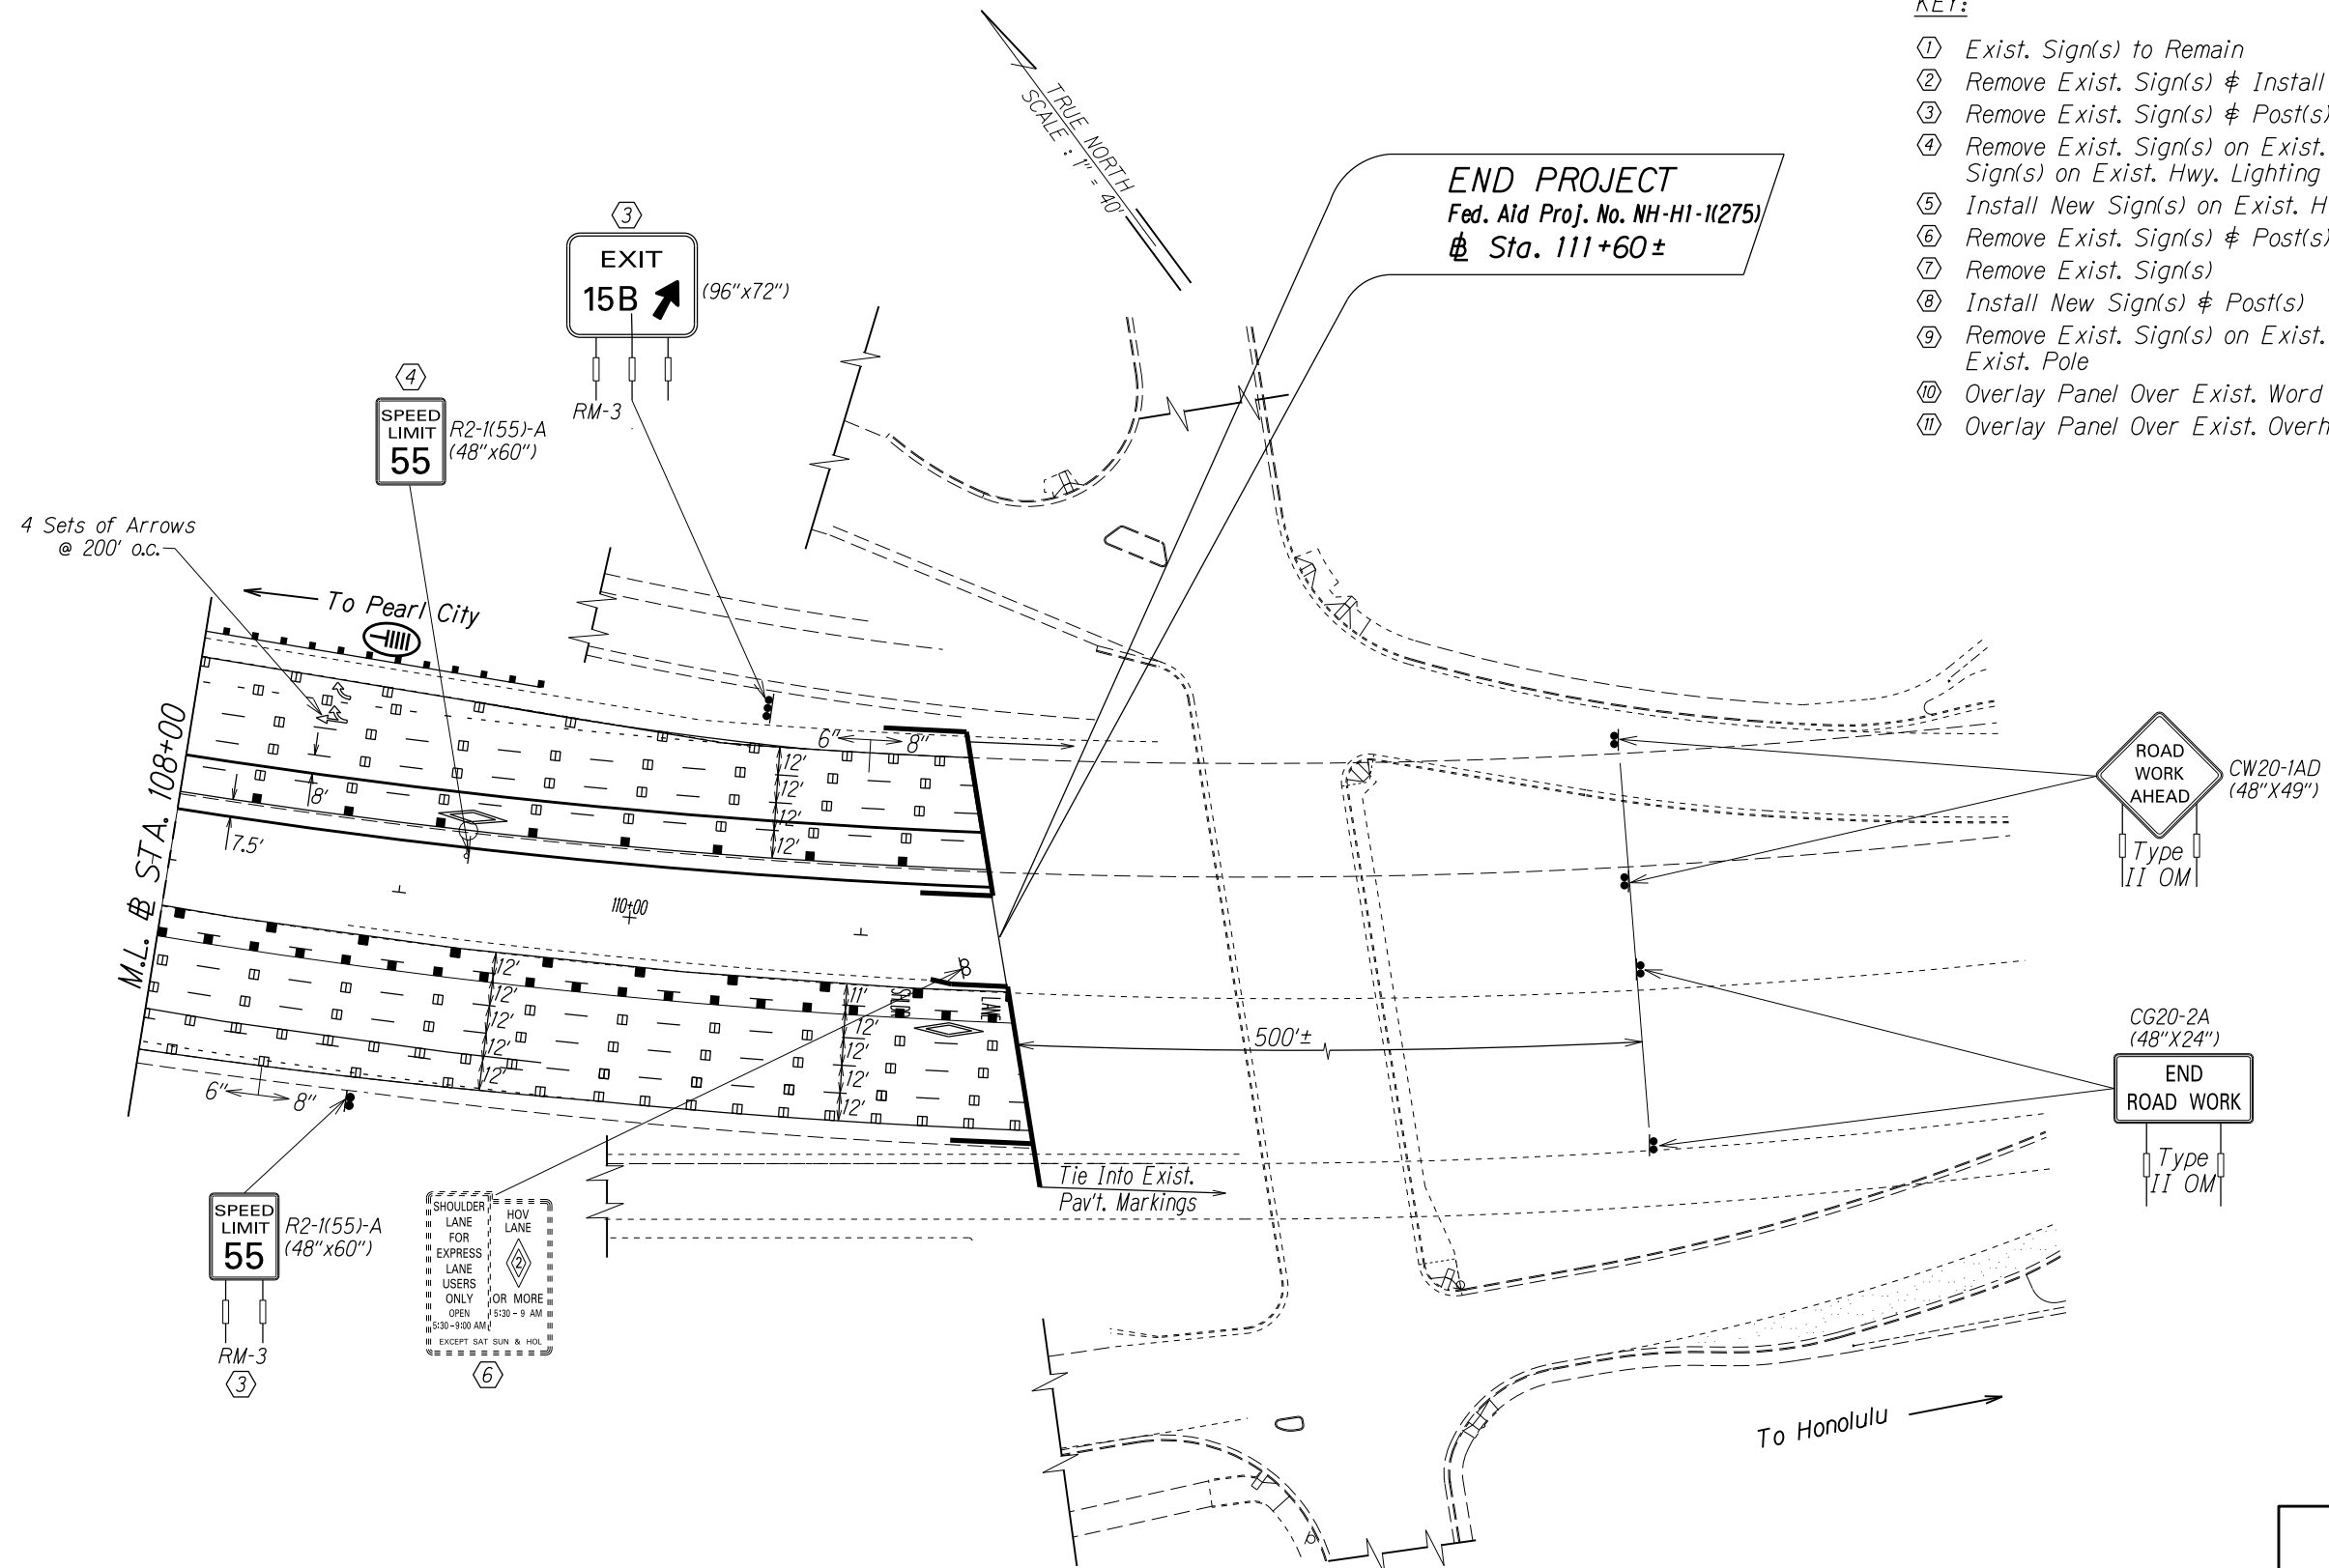 KEY:
1 Exist. Sign(s) to Remain
2 Remove Exist. Sign(s) & Install
3 Remove Exist. Sign(s) & Post(s)
4 Remove Exist. Sign(s) on Exist.
Sign(s) on Exist. Hwy. Lighting
5 Install New Sign(s) on Exist. H
6 Remove Exist. Sign(s) & Post(s)
7 Remove Exist. Sign(s)
8 Install New Sign(s) & Post(s)
9 Remove Exist. Sign(s) on Exist.
Exist. Pole
10 Overlay Panel Over Exist. Word
11 Overlay Panel Over Exist. Overh
TRUE NORTH
SCALE : 1" = 40'
END PROJECT
Fed. Aid Proj. No. NH-H1-1(275)
℄ Sta. 111+60±
3
EXIT
15B
(96"x72")
RM-3
4
SPEED
LIMIT
55
R2-1(55)-A
(48"x60")
4 Sets of Arrows
@ 200' o.c.
To Pearl City
M.L. ℄ STA. 108+00
6" 8"
12'
12'
12'
12'
8'
7.5'
110+00
12'
12'
12'
12'
12'
11'
12'
12'
12'
12'
LANE
6" 8"
500'±
Tie Into Exist.
Pav't. Markings
ROAD
WORK
AHEAD
CW20-1AD
(48"X49")
Type
II OM
CG20-2A
(48"X24")
END
ROAD WORK
Type
II OM
SPEED
LIMIT
55
R2-1(55)-A
(48"x60")
RM-3
3
SHOULDER
LANE
FOR
EXPRESS
LANE
USERS
ONLY
OPEN
5:30-9:00 AM
HOV
LANE
2
OR MORE
5:30 - 9 AM
EXCEPT SAT SUN & HOL
6
To Honolulu